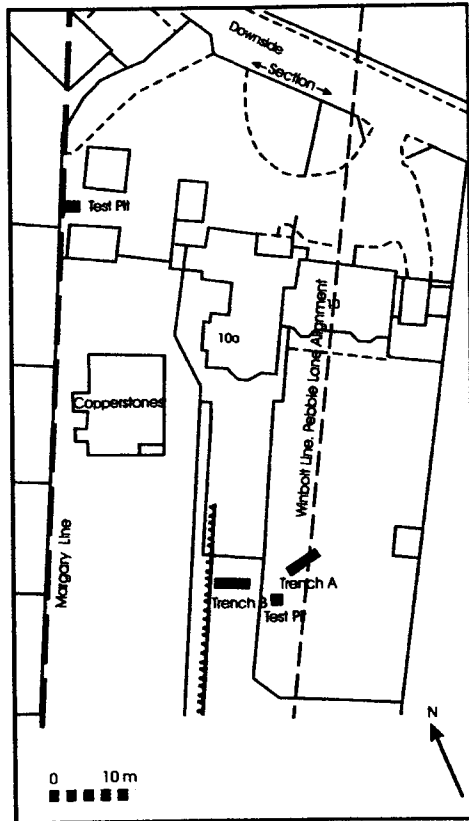 Downside
Section
Test Pit
10
10a
Winbolt Line, Pebble Lane Alignment
Copperstones
Margary Line
Trench A
Trench B
Test Pit
N
0 10 m